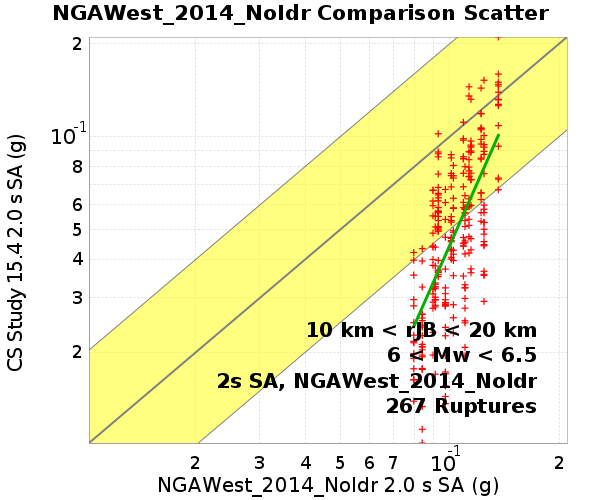 NGAWest_2014_NoIdr Comparison Scatter
CS Study 15.4 2.0 s SA (g)
2
10-1
8
6
5
4
3
2
10 km < rJB < 20 km
6 < Mw < 6.5
2s SA, NGAWest_2014_NoIdr
267 Ruptures
2 3 4 5 6 7 10-1 2
NGAWest_2014_NoIdr 2.0 s SA (g)